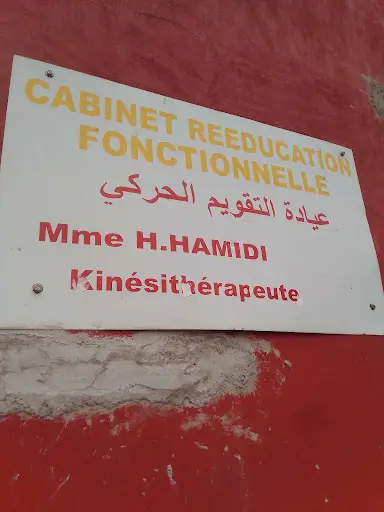 CABINET REEDUCATION
FONCTIONNELLE
عيادة التقويم الحركي
Mme H.HAMIDI
Kinésithérapeute